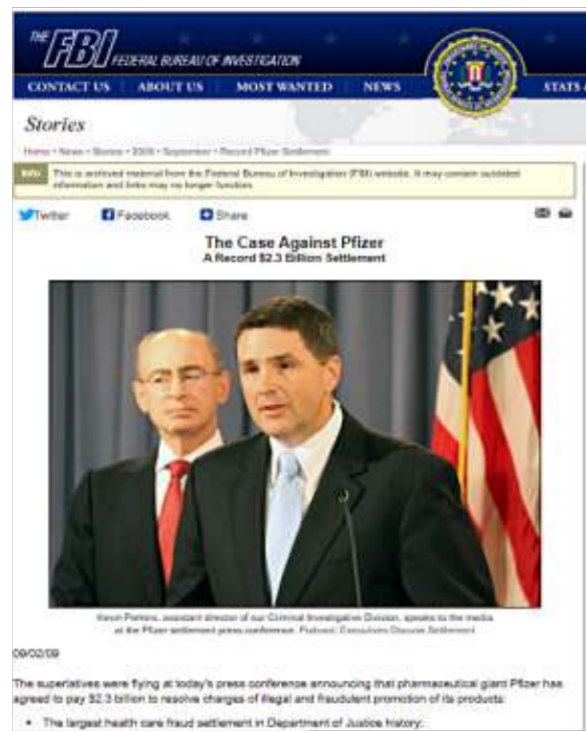 THE FBI FEDERAL BUREAU OF INVESTIGATION
CONTACT US ABOUT US MOST WANTED NEWS STATS &
Stories
Home • News • Stories • 2009 • September • Record Pfizer Settlement
Info This is archived material from the Federal Bureau of Investigation (FBI) website. It may contain outdated
information and links may no longer function.
Twitter Facebook Share
The Case Against Pfizer
A Record $2.3 Billion Settlement
Kevin Perkins, assistant director of our Criminal Investigative Division, speaks to the media
at the Pfizer settlement press conference. Podcast: Executives Discuss Settlement
09/02/09
The superlatives were flying at today's press conference announcing that pharmaceutical giant Pfizer has
agreed to pay $2.3 billion to resolve charges of illegal and fraudulent promotion of its products:
• The largest health care fraud settlement in Department of Justice history;